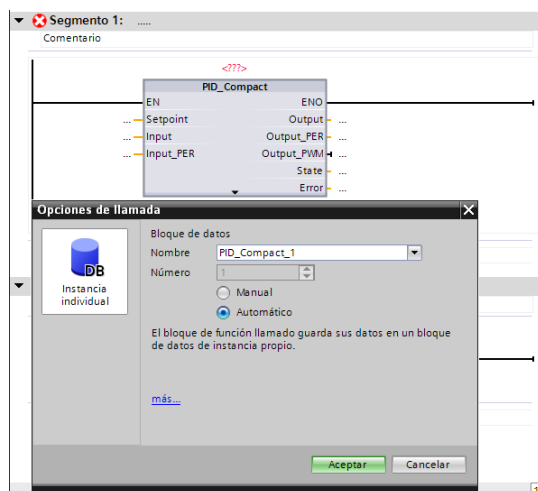 Segmento 1: .....
Comentario
<???>
PID_Compact
EN ENO
... Setpoint Output ...
... Input Output_PER ...
... Input_PER Output_PWM ...
State ...
Error ...
Opciones de llamada X
Bloque de datos
Nombre PID_Compact_1
Número 1
DB
Instancia
individual
Manual
Automático
El bloque de función llamado guarda sus datos en un bloque
de datos de instancia propio.
más...
Aceptar Cancelar
1